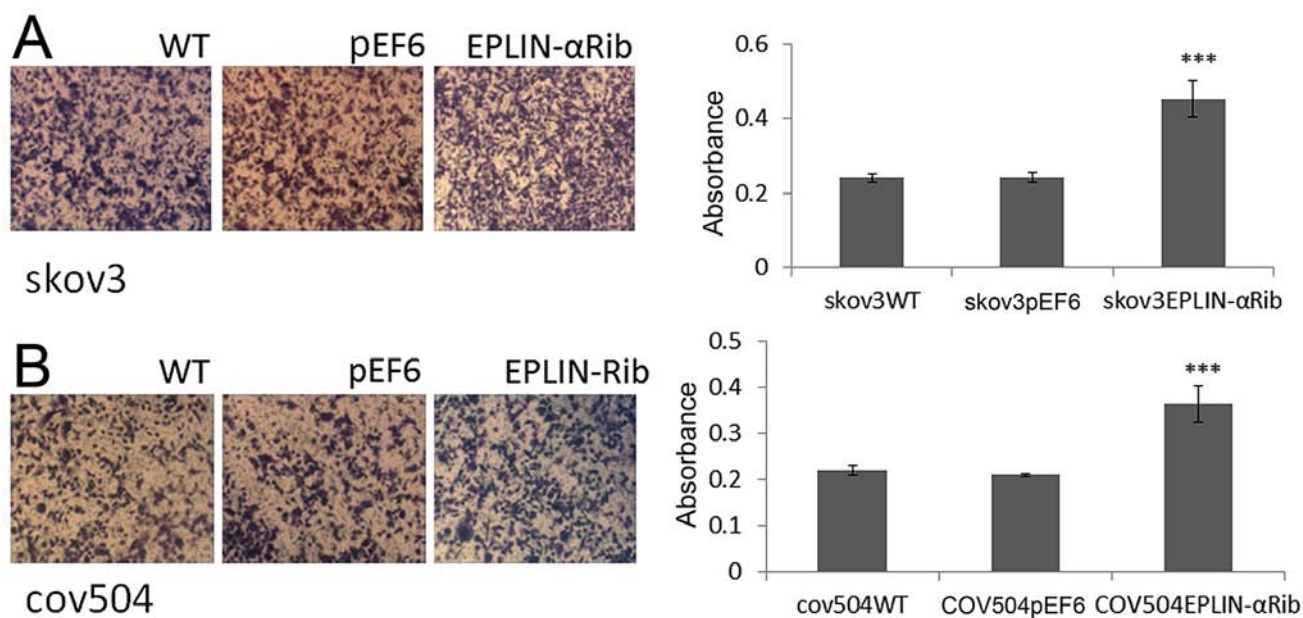 A
WT
pEF6
EPLIN-αRib
skov3
Absorbance
0.6
0.4
0.2
0
***
skov3WT
skov3pEF6
skov3EPLIN-αRib
B
WT
pEF6
EPLIN-Rib
cov504
Absorbance
0.5
0.4
0.3
0.2
0.1
0
***
cov504WT
COV504pEF6
COV504EPLIN-αRib